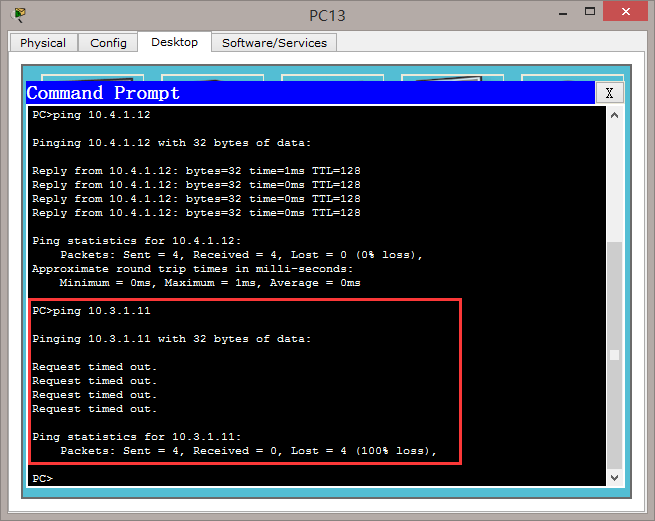 PC13
Physical Config Desktop Software/Services
Command Prompt X
PC>ping 10.4.1.12
Pinging 10.4.1.12 with 32 bytes of data:
Reply from 10.4.1.12: bytes=32 time=1ms TTL=128
Reply from 10.4.1.12: bytes=32 time=0ms TTL=128
Reply from 10.4.1.12: bytes=32 time=0ms TTL=128
Reply from 10.4.1.12: bytes=32 time=0ms TTL=128
Ping statistics for 10.4.1.12:
Packets: Sent = 4, Received = 4, Lost = 0 (0% loss),
Approximate round trip times in milli-seconds:
Minimum = 0ms, Maximum = 1ms, Average = 0ms
PC>ping 10.3.1.11
Pinging 10.3.1.11 with 32 bytes of data:
Request timed out.
Request timed out.
Request timed out.
Request timed out.
Ping statistics for 10.3.1.11:
Packets: Sent = 4, Received = 0, Lost = 4 (100% loss),
PC>